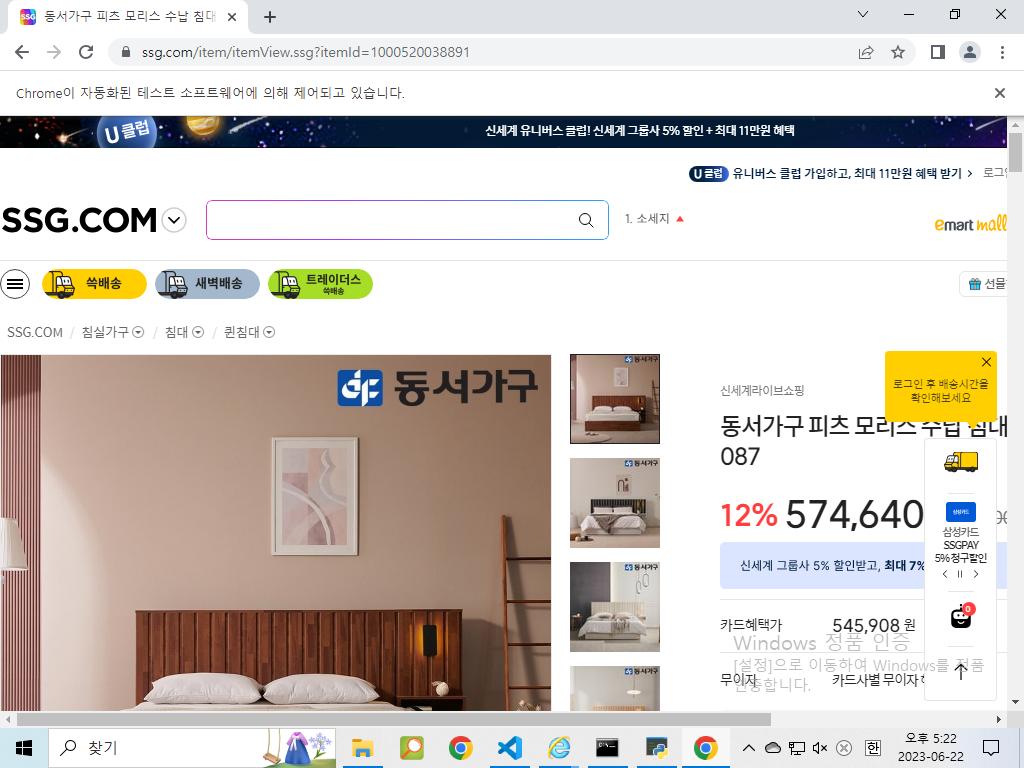 동서가구 피츠 모리스 수납 침대
ssg.com/item/itemView.ssg?itemId=1000520038891
Chrome이 자동화된 테스트 소프트웨어에 의해 제어되고 있습니다.
U클럽
신세계 유니버스 클럽! 신세계 그룹사 5% 할인 + 최대 11만원 혜택
U클럽 유니버스 클럽 가입하고, 최대 11만원 혜택 받기 >
SSG.COM
1. 소세지
emart mall
쓱배송
새벽배송
트레이더스
쓱배송
선물
SSG.COM / 침실가구 / 침대 / 퀸침대
동서가구
로그인 후 배송시간을
확인해보세요
신세계라이브쇼핑
동서가구 피츠 모리스 수납 침대
087
12% 574,640
신세계 그룹사 5% 할인받고, 최대 7%
삼성카드
삼성카드
SSGPAY
5% 청구할인
카드혜택가 545,908 원
0
무이자 카드사별 무이자
Windows 정품 인증
[설정]으로 이동하여 Windows를 정품
인증합니다.
찾기
한
오후 5:22
2023-06-22